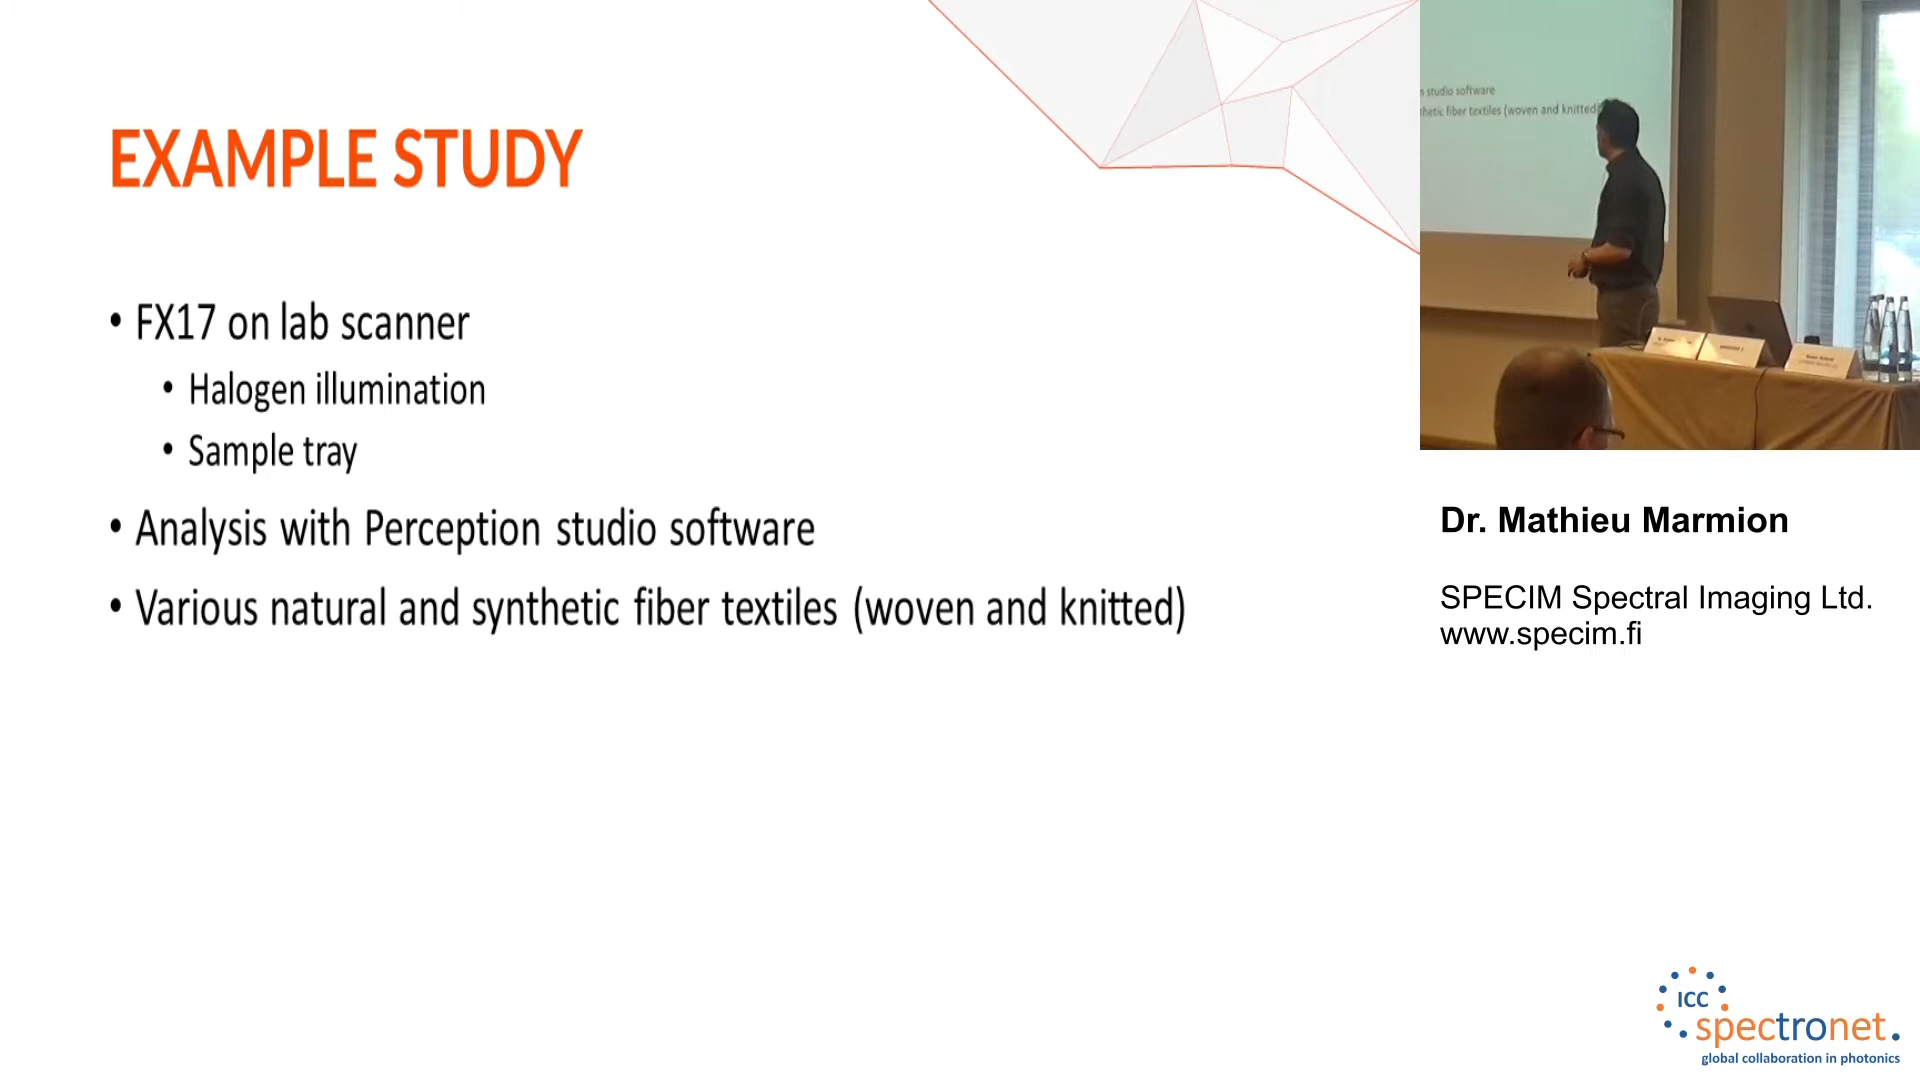 EXAMPLE STUDY
• FX17 on lab scanner
• Halogen illumination
• Sample tray
• Analysis with Perception studio software
• Various natural and synthetic fiber textiles (woven and knitted)
studio software
fiber textiles (woven and knitted)
Dr. Mathieu Marmion
SPECIM Spectral Imaging Ltd.
www.specim.fi
ICC
spectronet.
global collaboration in photonics